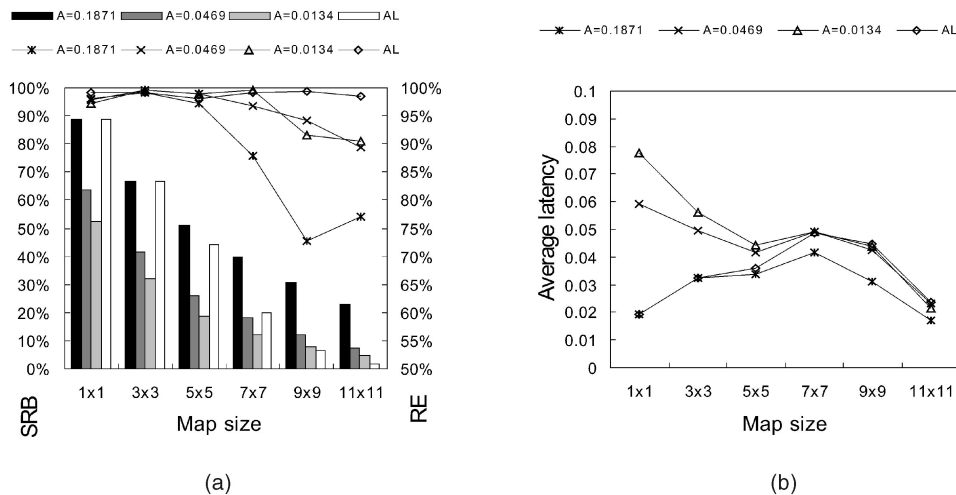 A=0.1871 A=0.0469 A=0.0134 AL
A=0.1871 A=0.0469 A=0.0134 AL
100%
90%
80%
70%
60%
50%
40%
30%
20%
10%
0%
100%
95%
90%
85%
80%
75%
70%
65%
60%
55%
50%
1x1 3x3 5x5 7x7 9x9 11x11
SRB
Map size
RE
(a)
A=0.1871 A=0.0469 A=0.0134 AL
Average latency
0.1
0.09
0.08
0.07
0.06
0.05
0.04
0.03
0.02
0.01
0
1x1 3x3 5x5 7x7 9x9 11x11
Map size
(b)